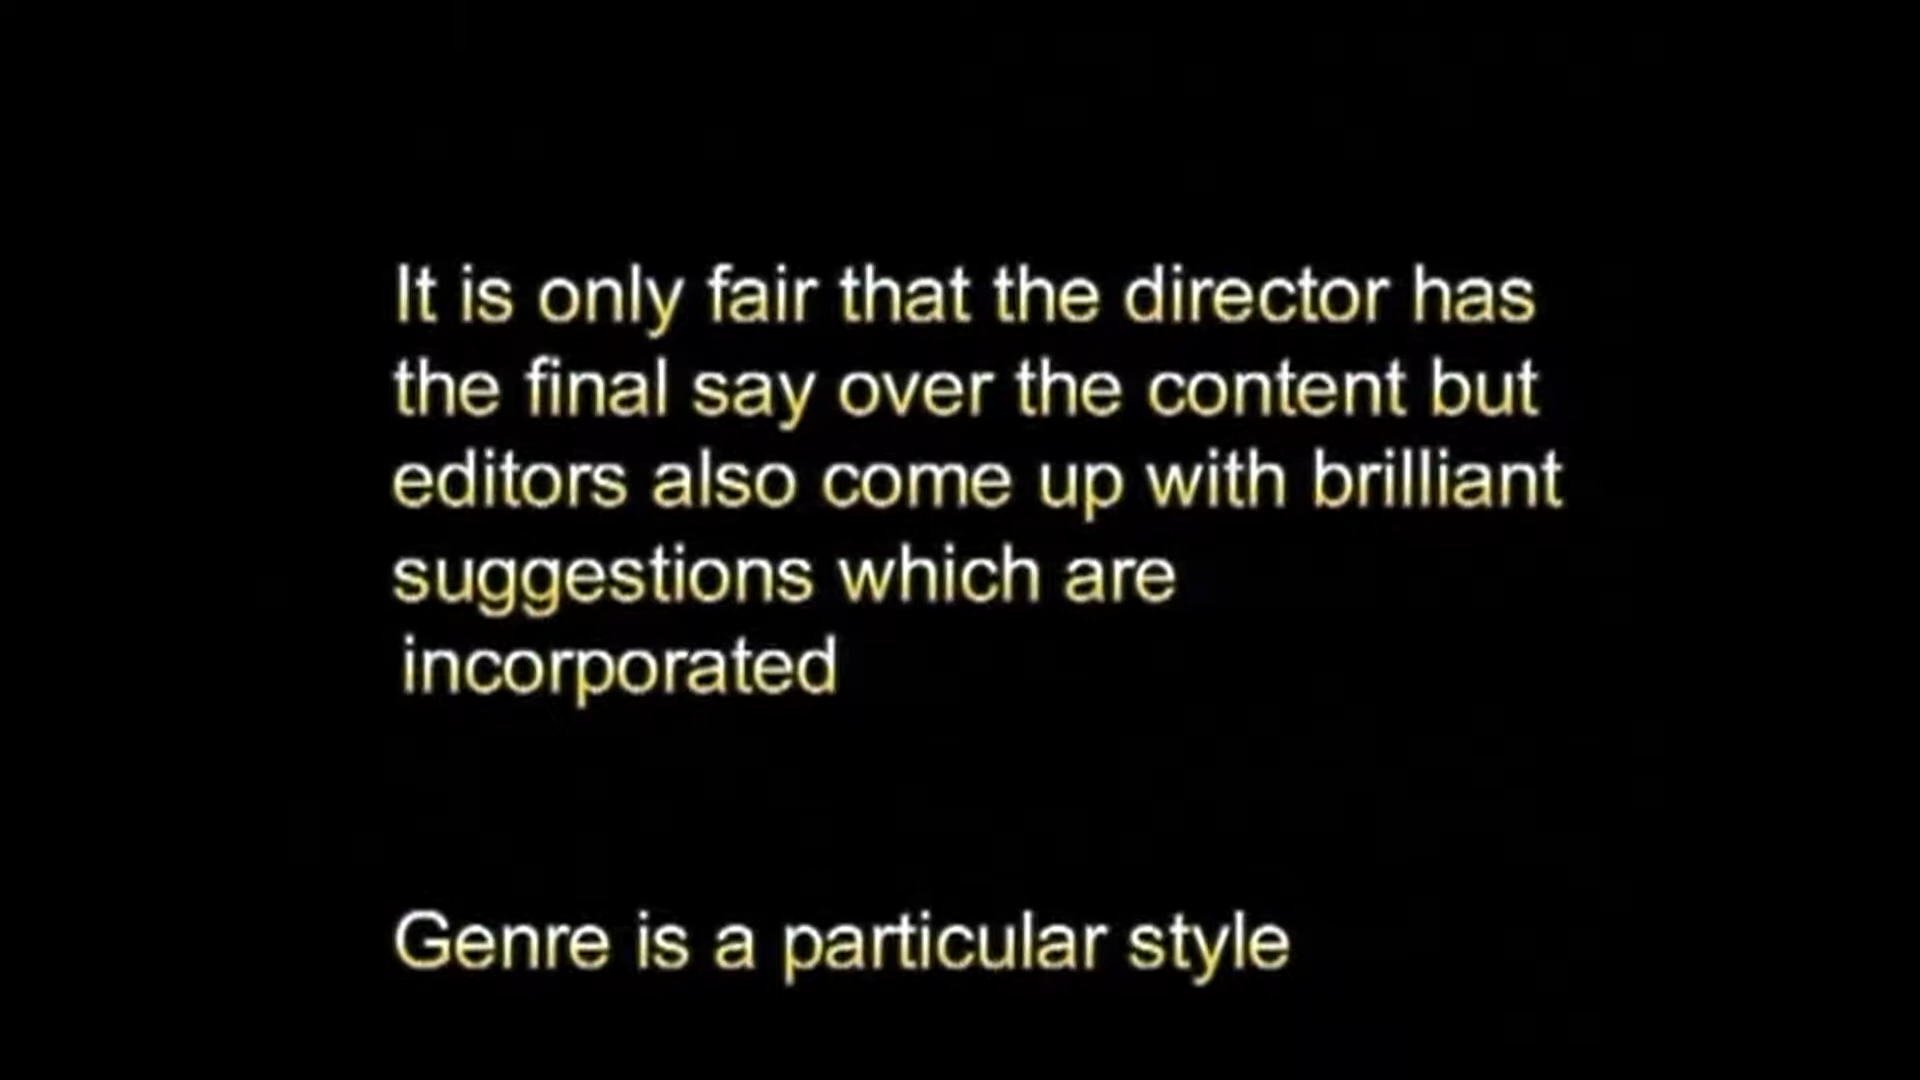 It is only fair that the director has
the final say over the content but
editors also come up with brilliant
suggestions which are
incorporated
Genre is a particular style